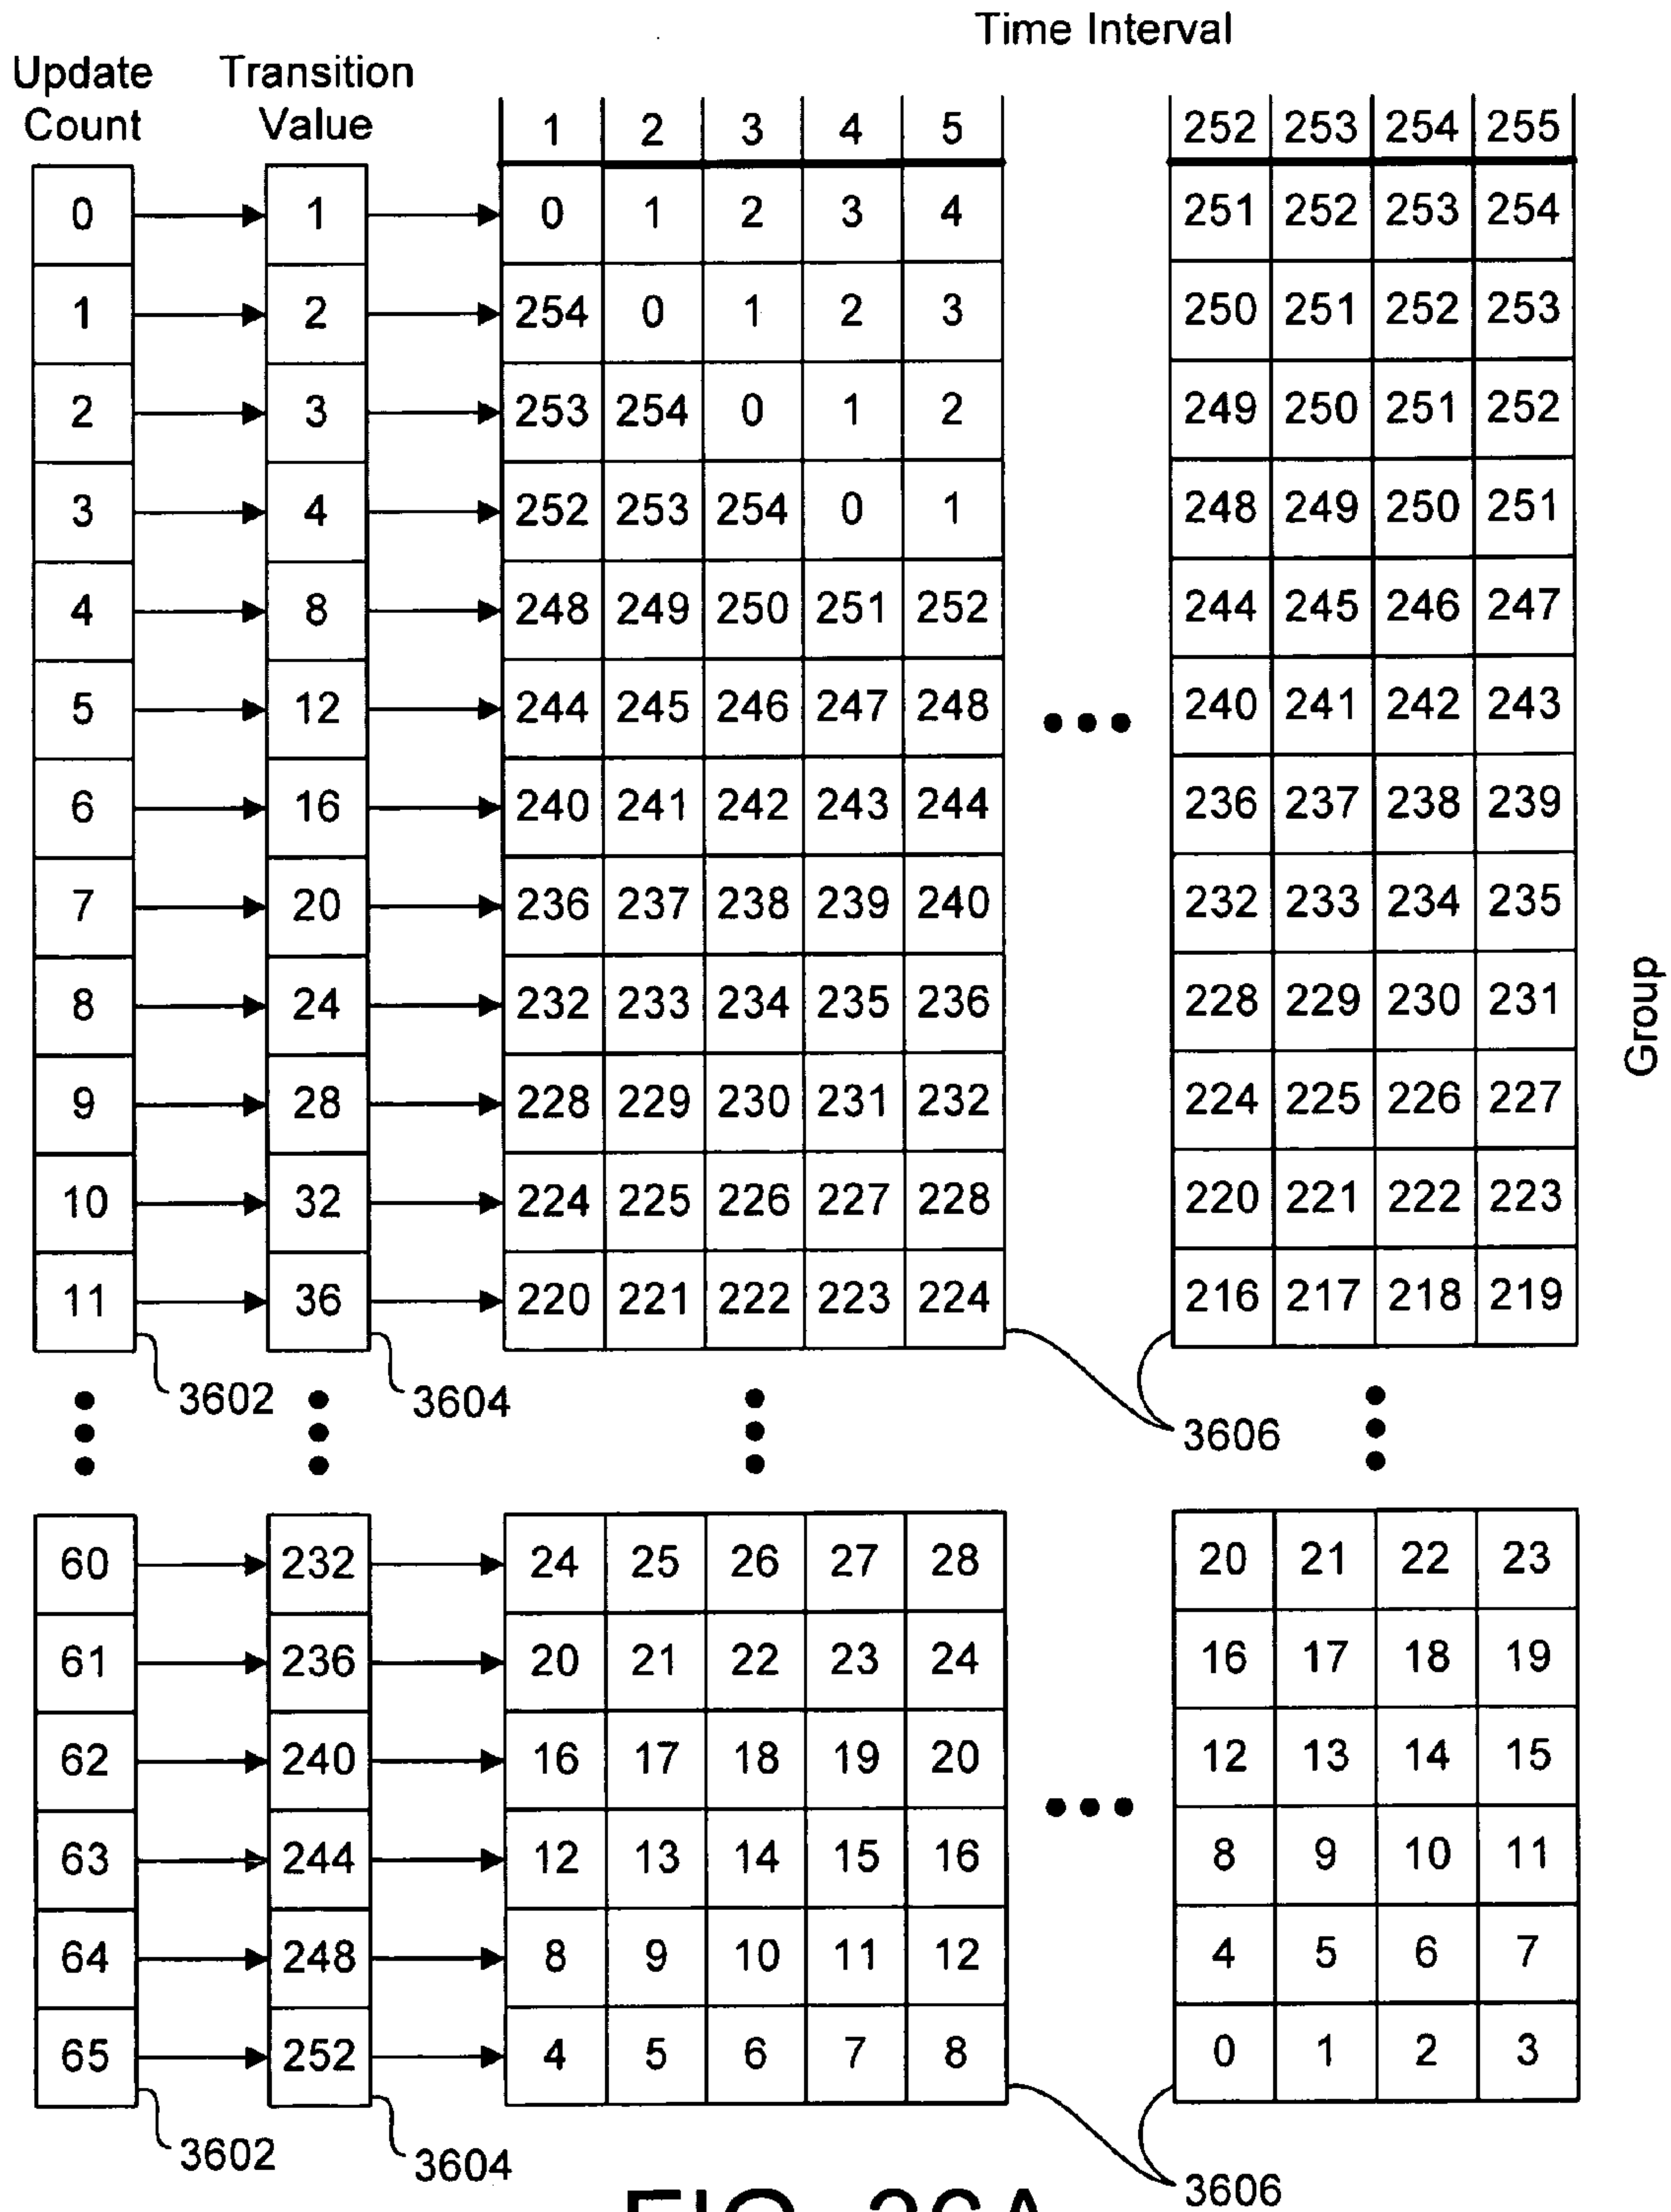 Time Interval
Update Count
Transition Value
1 2 3 4 5 252 253 254 255
0 1 0 1 2 3 4 251 252 253 254
1 2 254 0 1 2 3 250 251 252 253
2 3 253 254 0 1 2 249 250 251 252
3 4 252 253 254 0 1 248 249 250 251
4 8 248 249 250 251 252 244 245 246 247
5 12 244 245 246 247 248 240 241 242 243
6 16 240 241 242 243 244 236 237 238 239
7 20 236 237 238 239 240 232 233 234 235
8 24 232 233 234 235 236 228 229 230 231
9 28 228 229 230 231 232 224 225 226 227
10 32 224 225 226 227 228 220 221 222 223
11 36 220 221 222 223 224 216 217 218 219
Group
3602 3604 3606
60 232 24 25 26 27 28 20 21 22 23
61 236 20 21 22 23 24 16 17 18 19
62 240 16 17 18 19 20 12 13 14 15
63 244 12 13 14 15 16 8 9 10 11
64 248 8 9 10 11 12 4 5 6 7
65 252 4 5 6 7 8 0 1 2 3
3602 3604 3606
FIG. 36A